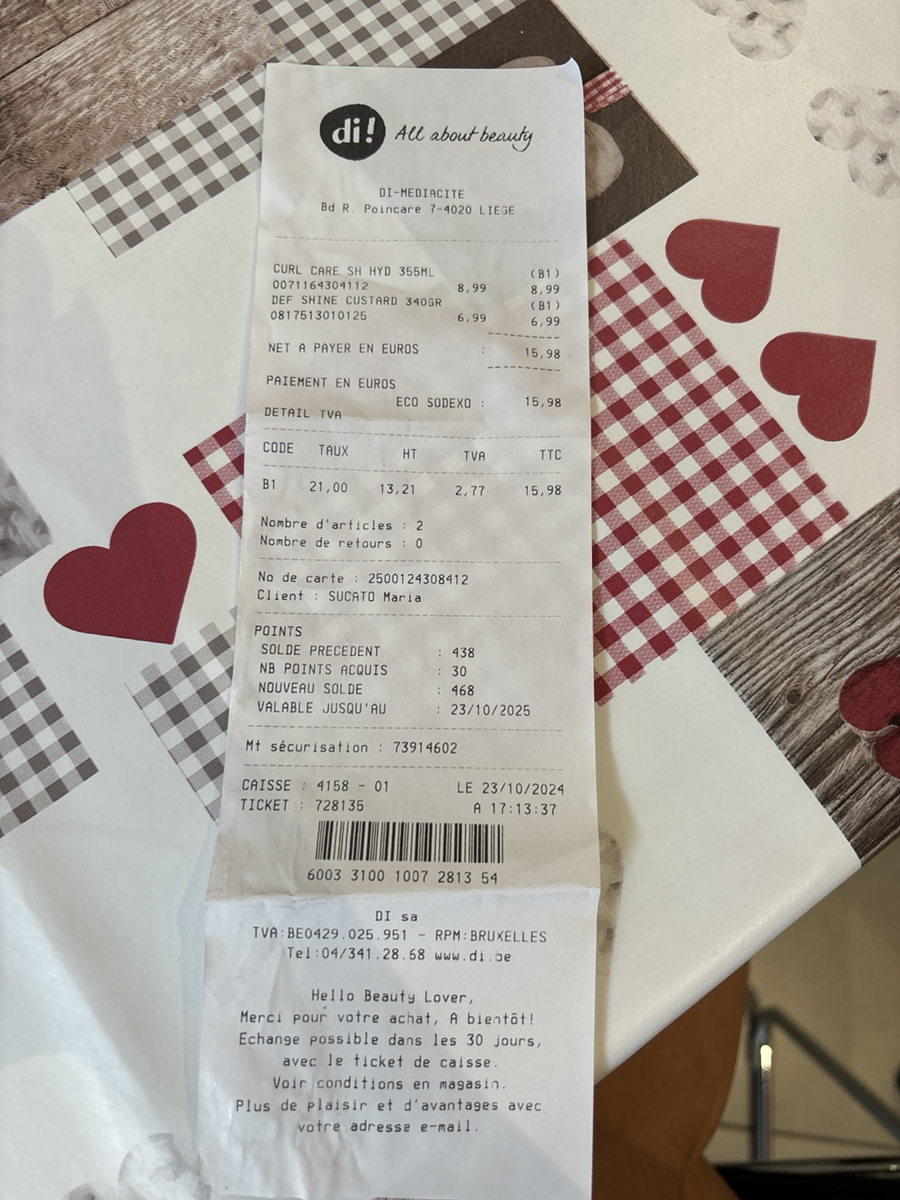 di! All about beauty
DI-MEDIACITE
Bd R. Poincare 7-4020 LIEGE
CURL CARE SH HYD 355ML (B1)
0071164304112 8,99 8,99
DEF SHINE CUSTARD 340GR (B1)
0817513010125 6,99 6,99
NET A PAYER EN EUROS : 15,98
PAIEMENT EN EUROS
ECO SODEXO : 15,98
DETAIL TVA
CODE TAUX HT TVA TTC
B1 21,00 13,21 2,77 15,98
Nombre d'articles : 2
Nombre de retours : 0
No de carte : 2500124308412
Client : SUCATO Maria
POINTS
SOLDE PRECEDENT : 438
NB POINTS ACQUIS : 30
NOUVEAU SOLDE : 468
VALABLE JUSQU'AU : 23/10/2025
Mt sécurisation : 73914602
CAISSE : 4158 - 01 LE 23/10/2024
TICKET : 728135 A 17:13:37
6003 3100 1007 2813 54
DI sa
TVA:BE0429.025.951 - RPM:BRUXELLES
Tel:04/341.28.68 www.di.be
Hello Beauty Lover,
Merci pour votre achat, A bientôt!
Echange possible dans les 30 jours,
avec le ticket de caisse.
Voir conditions en magasin.
Plus de plaisir et d'avantages avec
votre adresse e-mail.